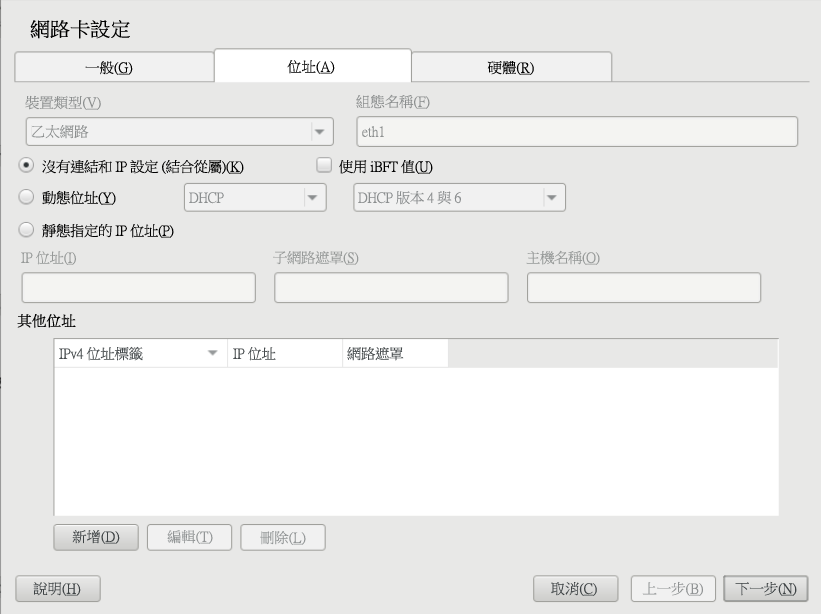 網路卡設定
一般(G) 位址(A) 硬體(R)
裝置類型(V) 組態名稱(F)
乙太網路 eth1
沒有連結和 IP 設定 (結合從屬)(K) 使用 iBFT 值(U)
動態位址(Y) DHCP DHCP 版本 4 與 6
靜態指定的 IP 位址(P)
IP 位址(I) 子網路遮罩(S) 主機名稱(O)
其他位址
IPv4 位址標籤 IP 位址 網路遮罩
新增(D) 編輯(T) 刪除(L)
說明(H) 取消(C) 上一步(B) 下一步(N)